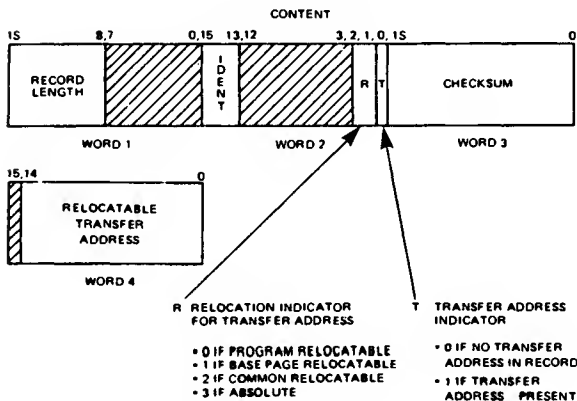 CONTENT
15 8,7 0,15 13,12 3,2,1,0,15 0
RECORD LENGTH
IDENT
R
T
CHECKSUM
WORD 1 WORD 2 WORD 3
15,14 0
RELOCATABLE TRANSFER ADDRESS
WORD 4
R RELOCATION INDICATOR
FOR TRANSFER ADDRESS
• 0 IF PROGRAM RELOCATABLE
• 1 IF BASE PAGE RELOCATABLE
• 2 IF COMMON RELOCATABLE
• 3 IF ABSOLUTE
T TRANSFER ADDRESS
INDICATOR
• 0 IF NO TRANSFER
ADDRESS IN RECORD
• 1 IF TRANSFER
ADDRESS PRESENT